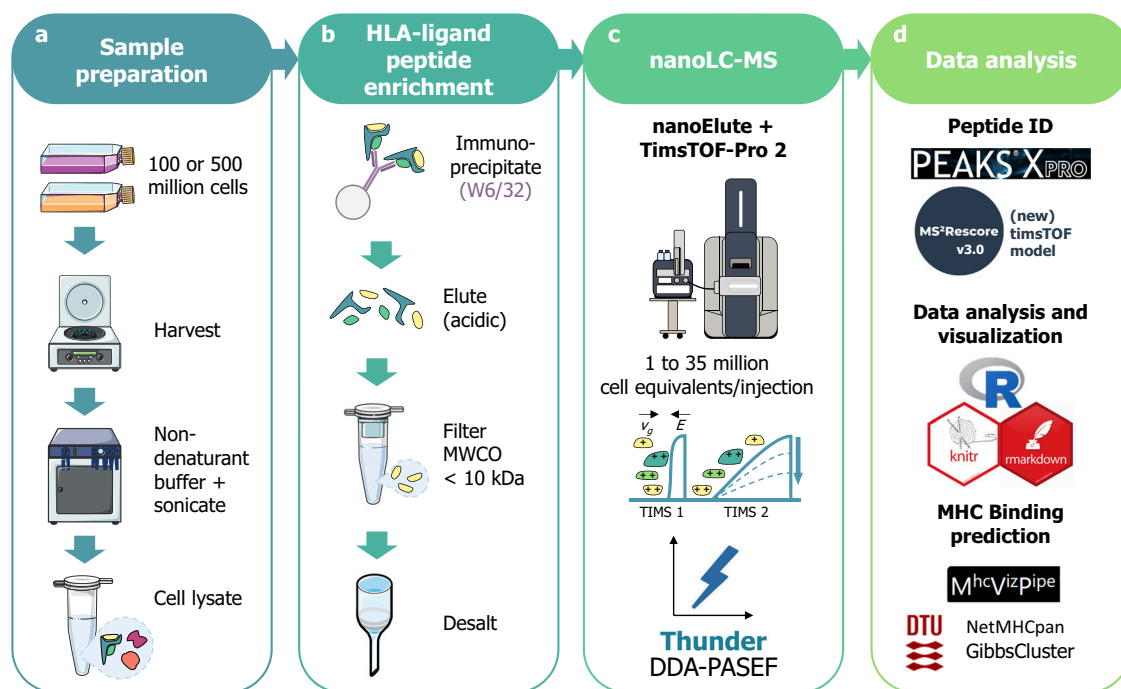 a
Sample
preparation
100 or 500
million cells
Harvest
Non-
denaturant
buffer +
sonicate
Cell lysate
b
HLA-ligand
peptide
enrichment
Immuno-
precipitate
(W6/32)
Elute
(acidic)
Filter
MWCO
< 10 kDa
Desalt
c
nanoLC-MS
nanoElute +
TimsTOF-Pro 2
1 to 35 million
cell equivalents/injection
vg E
+ ++ ++ ++ + ++ ++ ++
TIMS 1 TIMS 2
Thunder
DDA-PASEF
d
Data analysis
Peptide ID
PEAKS® X PRO
MS²Rescore
v3.0
(new)
timsTOF
model
Data analysis and
visualization
R
knitr
rmarkdown
MHC Binding
prediction
MhcVizPipe
DTU
NetMHCpan
GibbsCluster